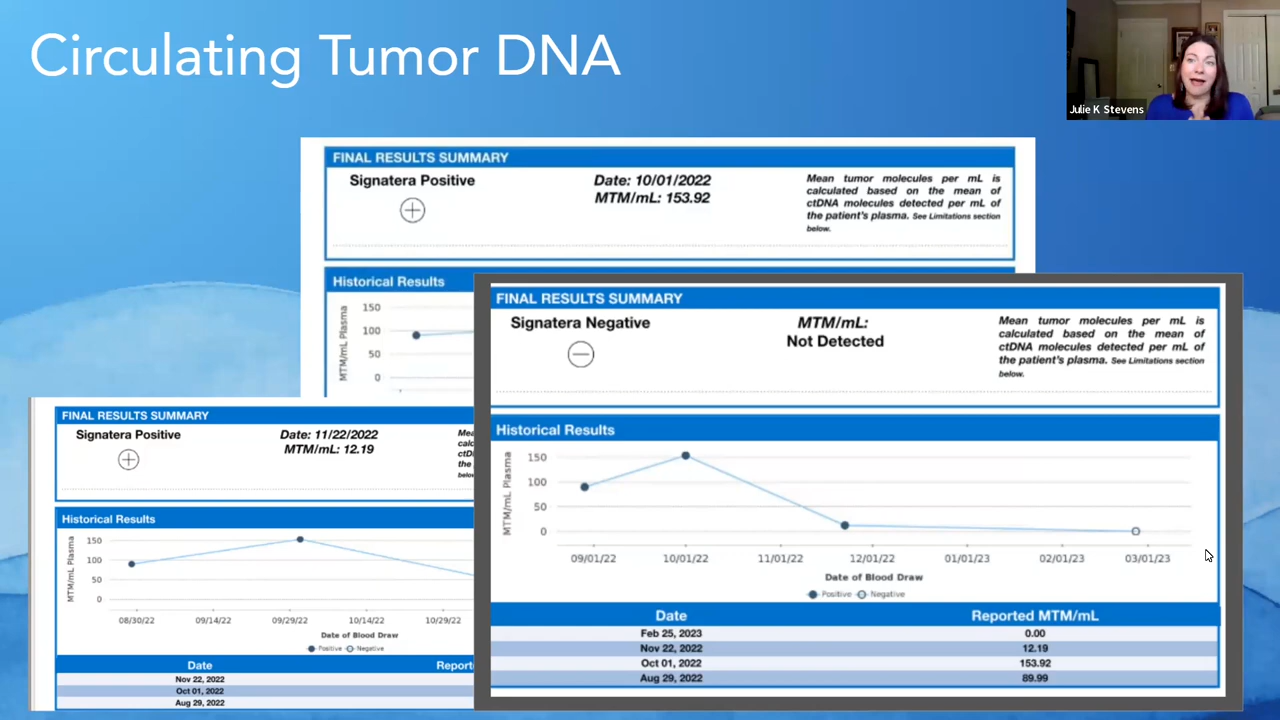 Circulating Tumor DNA
Julie K Stevens
FINAL RESULTS SUMMARY
Signatera Positive
Date: 10/01/2022
MTM/mL: 153.92
Mean tumor molecules per mL is
calculated based on the mean of
ctDNA molecules detected per mL of
the patient's plasma. See Limitations section
below.
Historical Results
MTM/mL Plasma
150
100
50
0
FINAL RESULTS SUMMARY
Signatera Negative
MTM/mL:
Not Detected
Mean tumor molecules per mL is
calculated based on the mean of
ctDNA molecules detected per mL of
the patient's plasma. See Limitations section
below.
Historical Results
MTM/mL Plasma
150
100
50
0
09/01/22 10/01/22 11/01/22 12/01/22 01/01/23 02/01/23 03/01/23
Date of Blood Draw
Positive Negative
Date Reported MTM/mL
Feb 25, 2023 0.00
Nov 22, 2022 12.19
Oct 01, 2022 153.92
Aug 29, 2022 89.99
FINAL RESULTS SUMMARY
Signatera Positive
Date: 11/22/2022
MTM/mL: 12.19
Mea
calc
ctD
the
below
Historical Results
MTM/mL Plasma
150
100
50
0
08/30/22 09/14/22 09/29/22 10/14/22 10/29/22
Date of Blood Draw
Positive Negative
Date Report
Nov 22, 2022
Oct 01, 2022
Aug 29, 2022